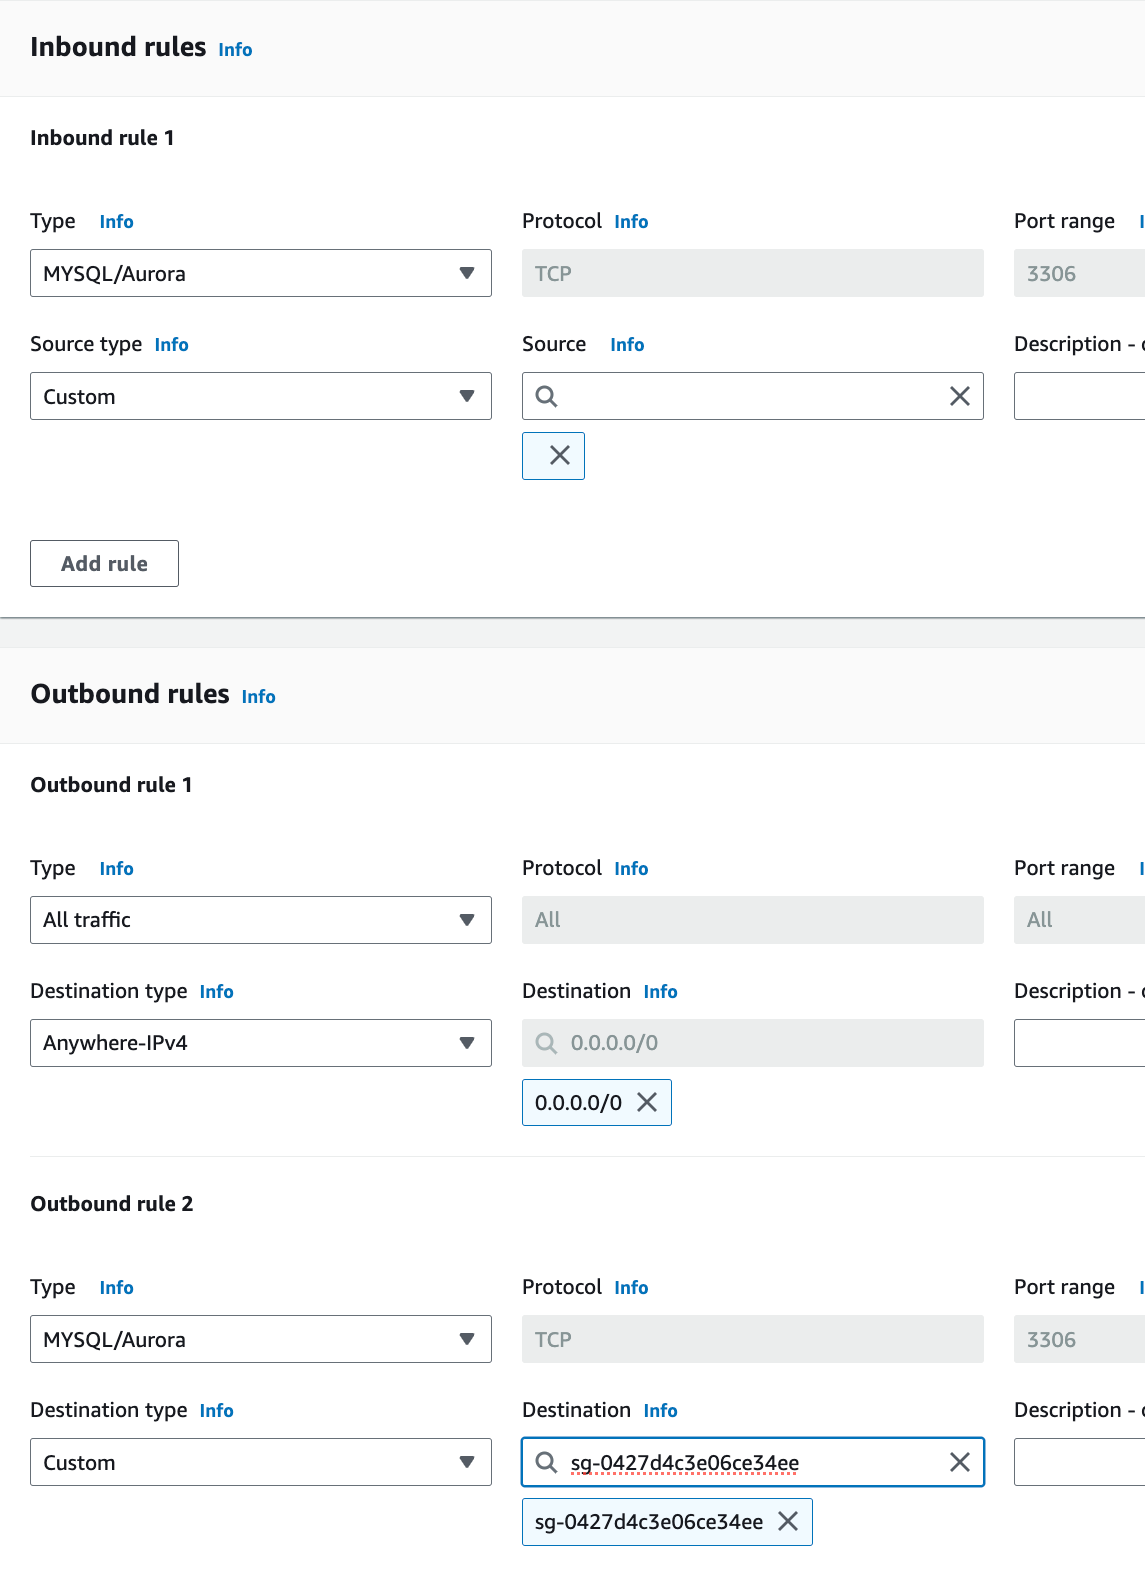 Inbound rules Info
Inbound rule 1
Type Info Protocol Info Port range
MYSQL/Aurora TCP 3306
Source type Info Source Info Description -
Custom
Add rule
Outbound rules Info
Outbound rule 1
Type Info Protocol Info Port range
All traffic All All
Destination type Info Destination Info Description -
Anywhere-IPv4 0.0.0.0/0
0.0.0.0/0
Outbound rule 2
Type Info Protocol Info Port range
MYSQL/Aurora TCP 3306
Destination type Info Destination Info Description -
Custom sg-0427d4c3e06ce34ee
sg-0427d4c3e06ce34ee